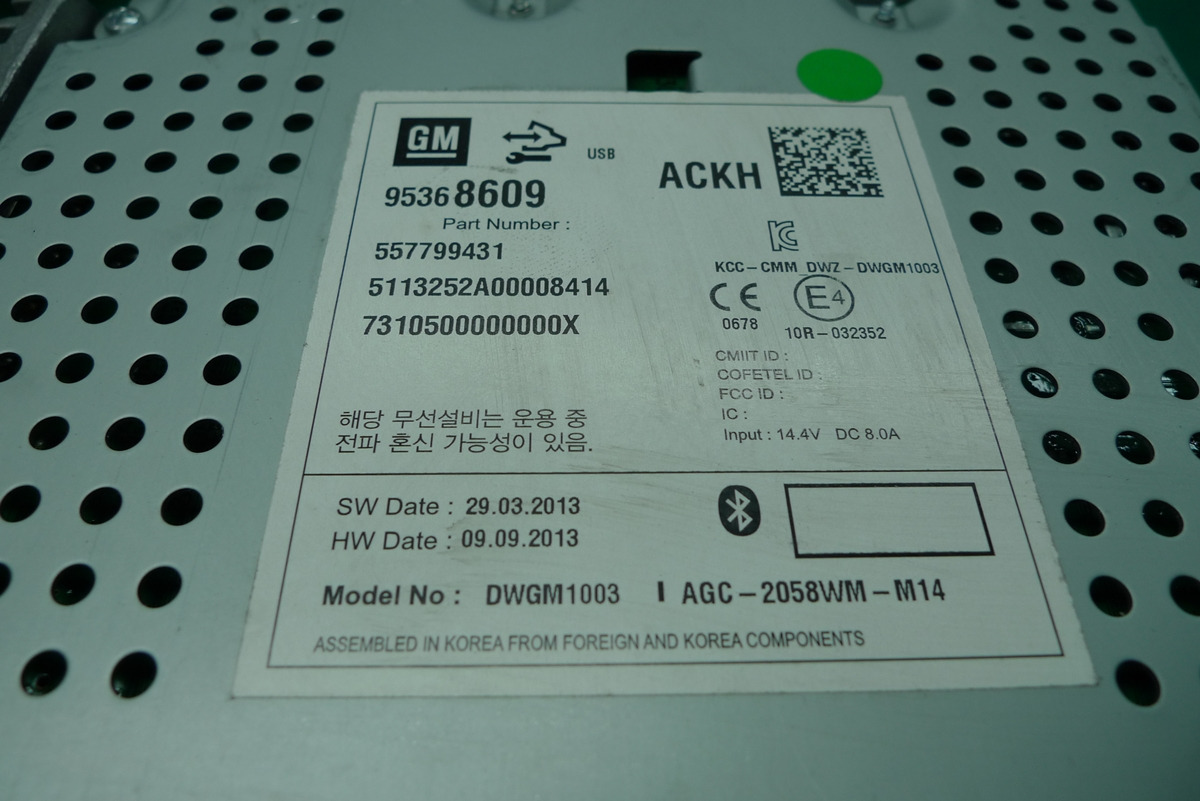 GM
USB
ACKH
95368609
Part Number :
557799431
5113252A00008414
7310500000000X
KCC-CMM_DWZ-DWGM1003
CE E4
0678 10R-032352
CMIIT ID :
COFETEL ID :
FCC ID :
IC :
Input : 14.4V DC 8.0A
해당 무선설비는 운용 중
전파 혼신 가능성이 있음.
SW Date : 29.03.2013
HW Date : 09.09.2013
Model No : DWGM1003 I AGC-2058WM-M14
ASSEMBLED IN KOREA FROM FOREIGN AND KOREA COMPONENTS